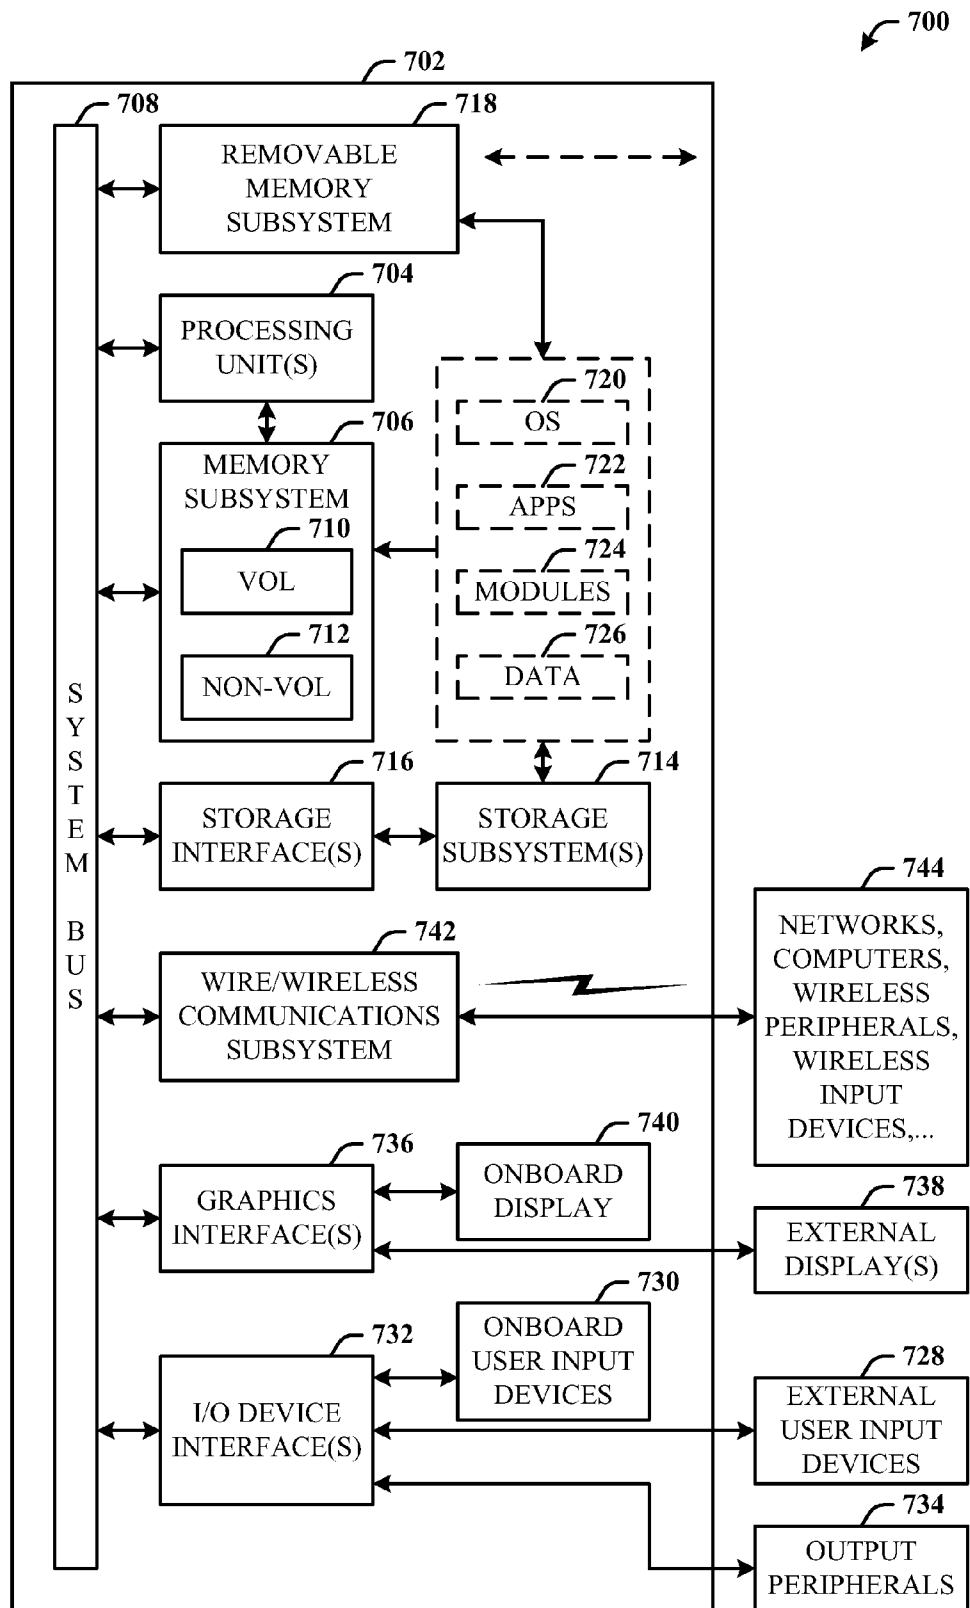 700
702
708
718
REMOVABLE
MEMORY
SUBSYSTEM
704
PROCESSING
UNIT(S)
720
OS
706
MEMORY
SUBSYSTEM
722
APPS
710
VOL
724
MODULES
712
NON-VOL
726
DATA
SYSTEM BUS
716
STORAGE
INTERFACE(S)
714
STORAGE
SUBSYSTEM(S)
744
NETWORKS,
COMPUTERS,
WIRELESS
PERIPHERALS,
WIRELESS
INPUT
DEVICES,...
742
WIRE/WIRELESS
COMMUNICATIONS
SUBSYSTEM
736
GRAPHICS
INTERFACE(S)
740
ONBOARD
DISPLAY
738
EXTERNAL
DISPLAY(S)
732
I/O DEVICE
INTERFACE(S)
730
ONBOARD
USER INPUT
DEVICES
728
EXTERNAL
USER INPUT
DEVICES
734
OUTPUT
PERIPHERALS